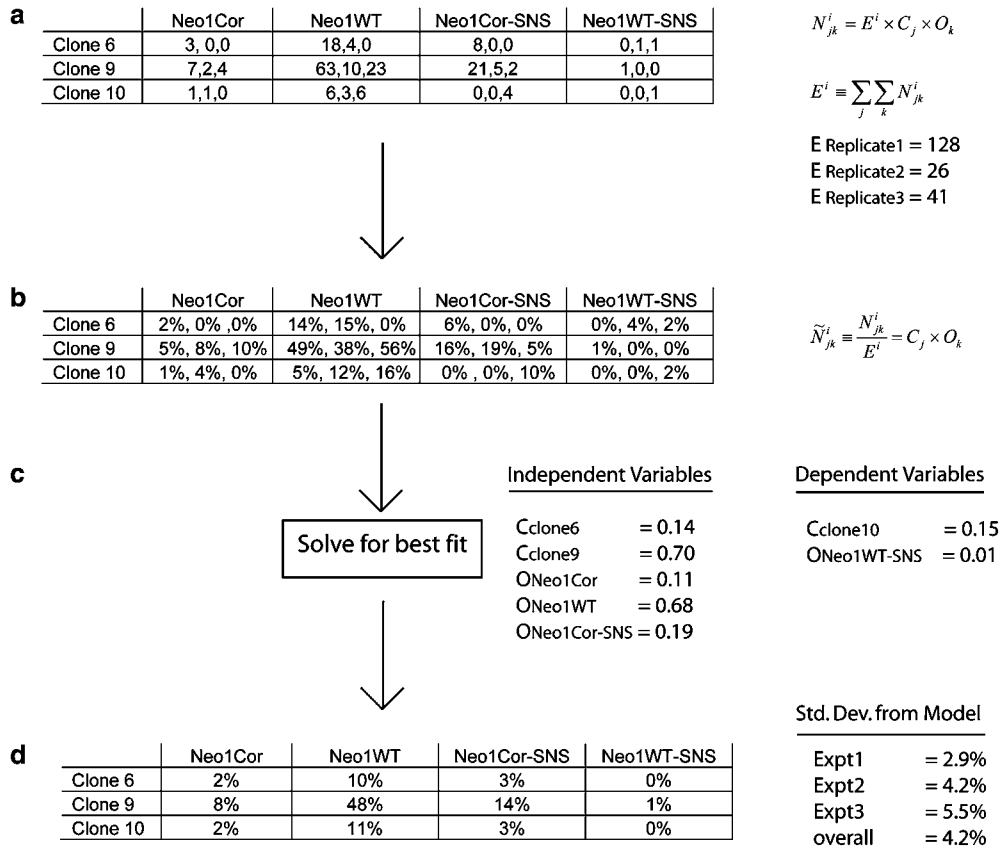 a
Neo1Cor Neo1WT Neo1Cor-SNS Neo1WT-SNS
Clone 6 3, 0,0 18,4,0 8,0,0 0,1,1
Clone 9 7,2,4 63,10,23 21,5,2 1,0,0
Clone 10 1,1,0 6,3,6 0,0,4 0,0,1
N^i_jk = E^i × C_j × O_k
E^i ≡ ∑_j ∑_k N^i_jk
E Replicate1 = 128
E Replicate2 = 26
E Replicate3 = 41
b
Neo1Cor Neo1WT Neo1Cor-SNS Neo1WT-SNS
Clone 6 2%, 0% ,0% 14%, 15%, 0% 6%, 0%, 0% 0%, 4%, 2%
Clone 9 5%, 8%, 10% 49%, 38%, 56% 16%, 19%, 5% 1%, 0%, 0%
Clone 10 1%, 4%, 0% 5%, 12%, 16% 0% , 0%, 10% 0%, 0%, 2%
Ñ^i_jk ≡ N^i_jk / E^i = C_j × O_k
c
Solve for best fit
Independent Variables
Cclone6 = 0.14
Cclone9 = 0.70
ONeo1Cor = 0.11
ONeo1WT = 0.68
ONeo1Cor-SNS = 0.19
Dependent Variables
Cclone10 = 0.15
ONeo1WT-SNS = 0.01
d
Neo1Cor Neo1WT Neo1Cor-SNS Neo1WT-SNS
Clone 6 2% 10% 3% 0%
Clone 9 8% 48% 14% 1%
Clone 10 2% 11% 3% 0%
Std. Dev. from Model
Expt1 = 2.9%
Expt2 = 4.2%
Expt3 = 5.5%
overall = 4.2%